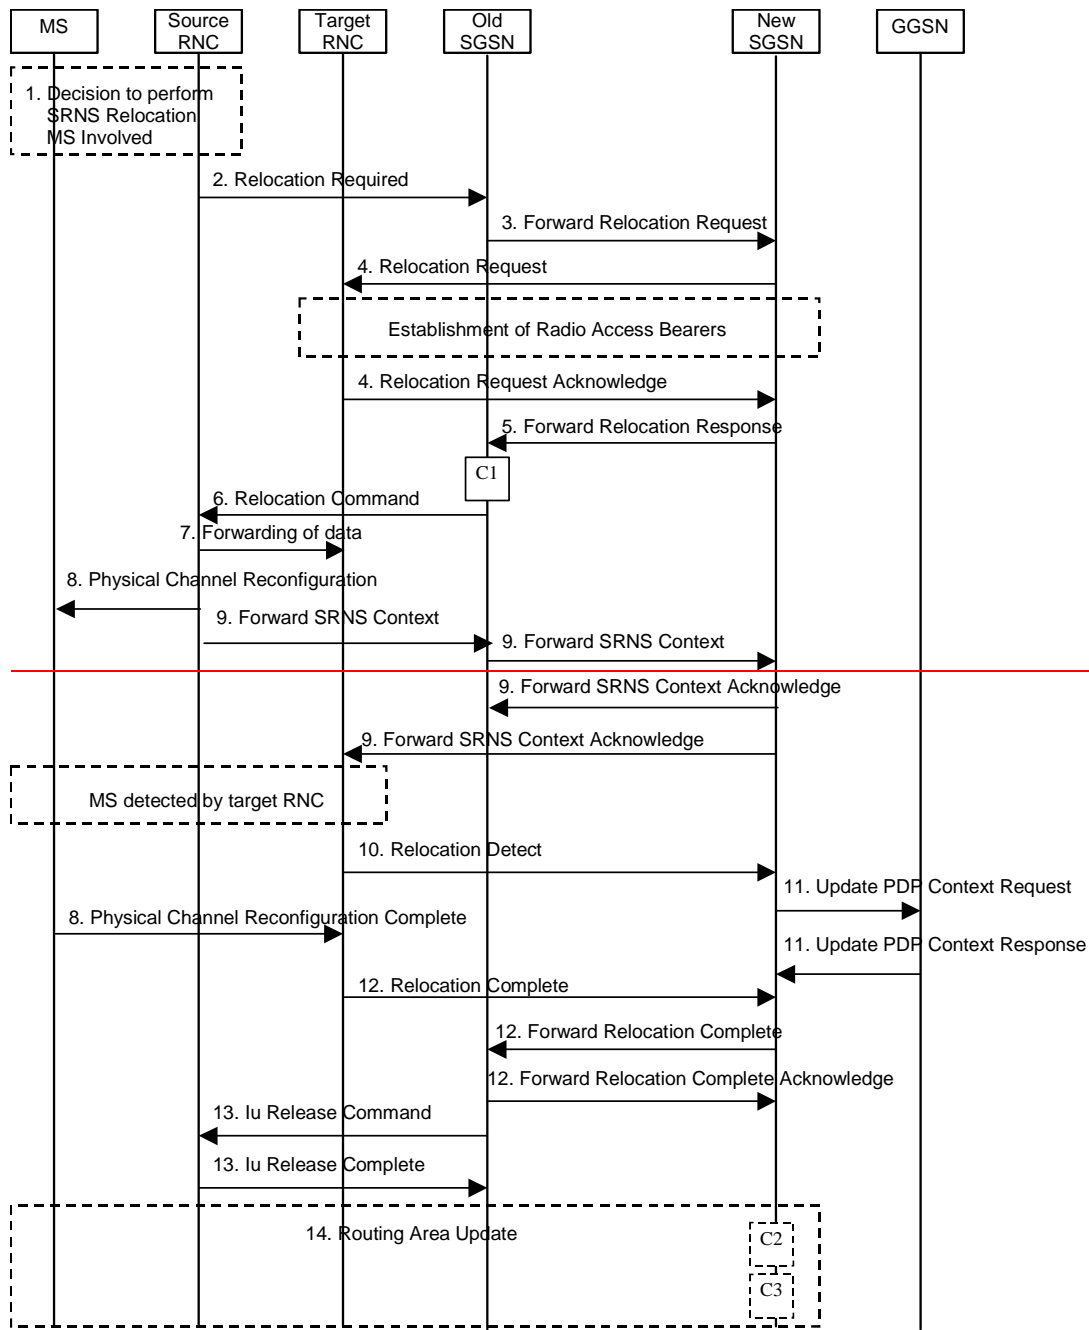 MS
Source
RNC
Target
RNC
Old
SGSN
New
SGSN
GGSN
1. Decision to perform
SRNS Relocation
MS Involved
2. Relocation Required
3. Forward Relocation Request
4. Relocation Request
Establishment of Radio Access Bearers
4. Relocation Request Acknowledge
5. Forward Relocation Response
C1
6. Relocation Command
7. Forwarding of data
8. Physical Channel Reconfiguration
9. Forward SRNS Context
9. Forward SRNS Context
9. Forward SRNS Context Acknowledge
9. Forward SRNS Context Acknowledge
MS detected by target RNC
10. Relocation Detect
11. Update PDP Context Request
8. Physical Channel Reconfiguration Complete
11. Update PDP Context Response
12. Relocation Complete
12. Forward Relocation Complete
12. Forward Relocation Complete Acknowledge
13. Iu Release Command
13. Iu Release Complete
14. Routing Area Update
C2
C3